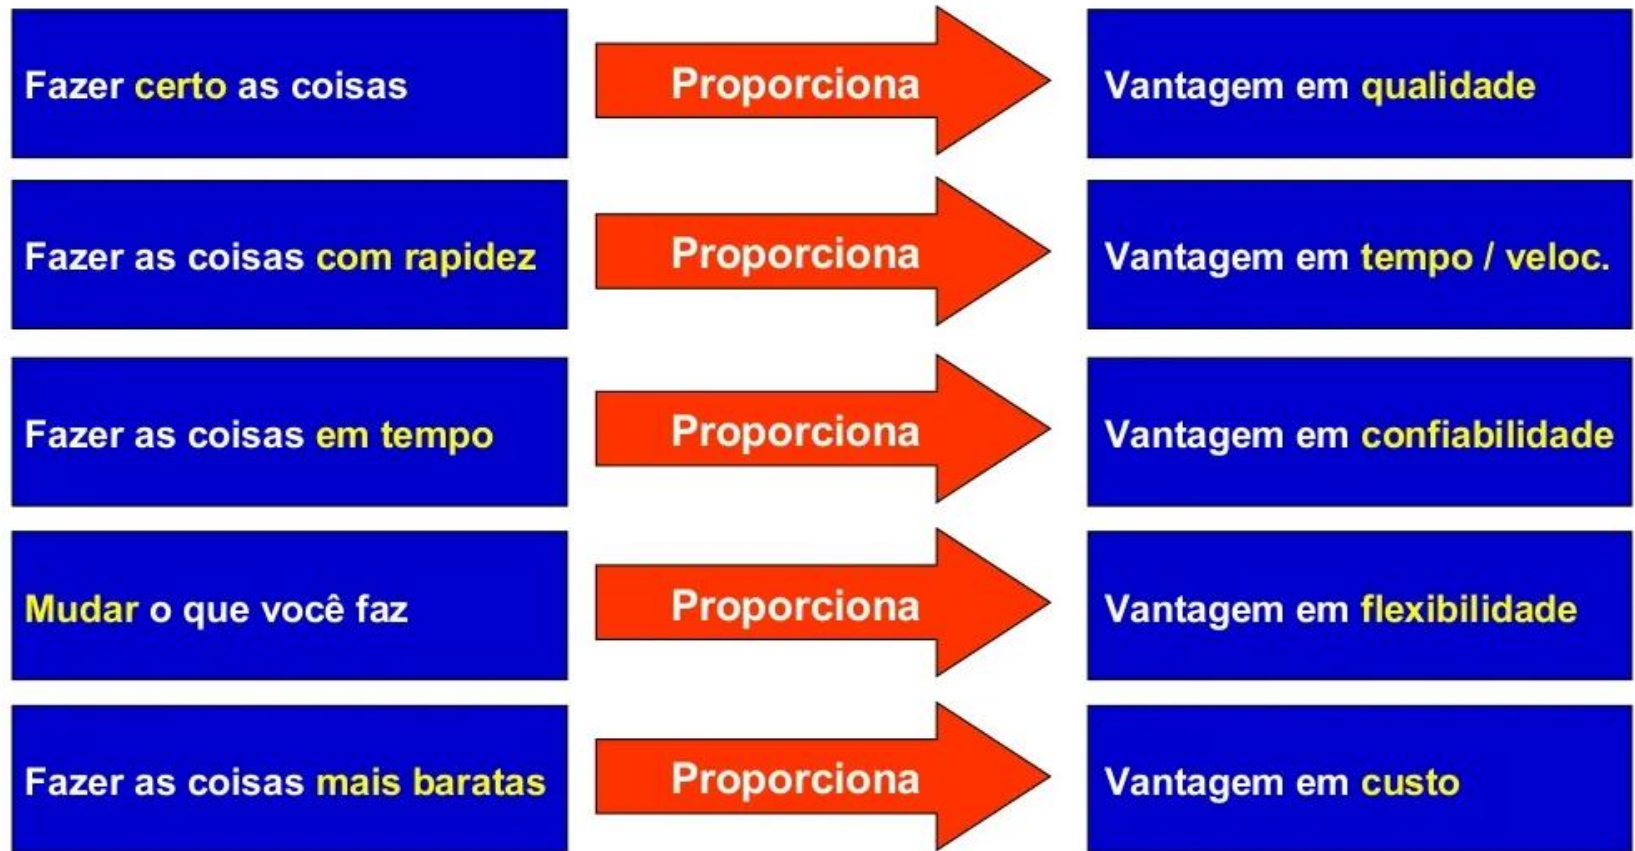 Fazer certo as coisas
Proporciona
Vantagem em qualidade
Fazer as coisas com rapidez
Proporciona
Vantagem em tempo / veloc.
Fazer as coisas em tempo
Proporciona
Vantagem em confiabilidade
Mudar o que você faz
Proporciona
Vantagem em flexibilidade
Fazer as coisas mais baratas
Proporciona
Vantagem em custo